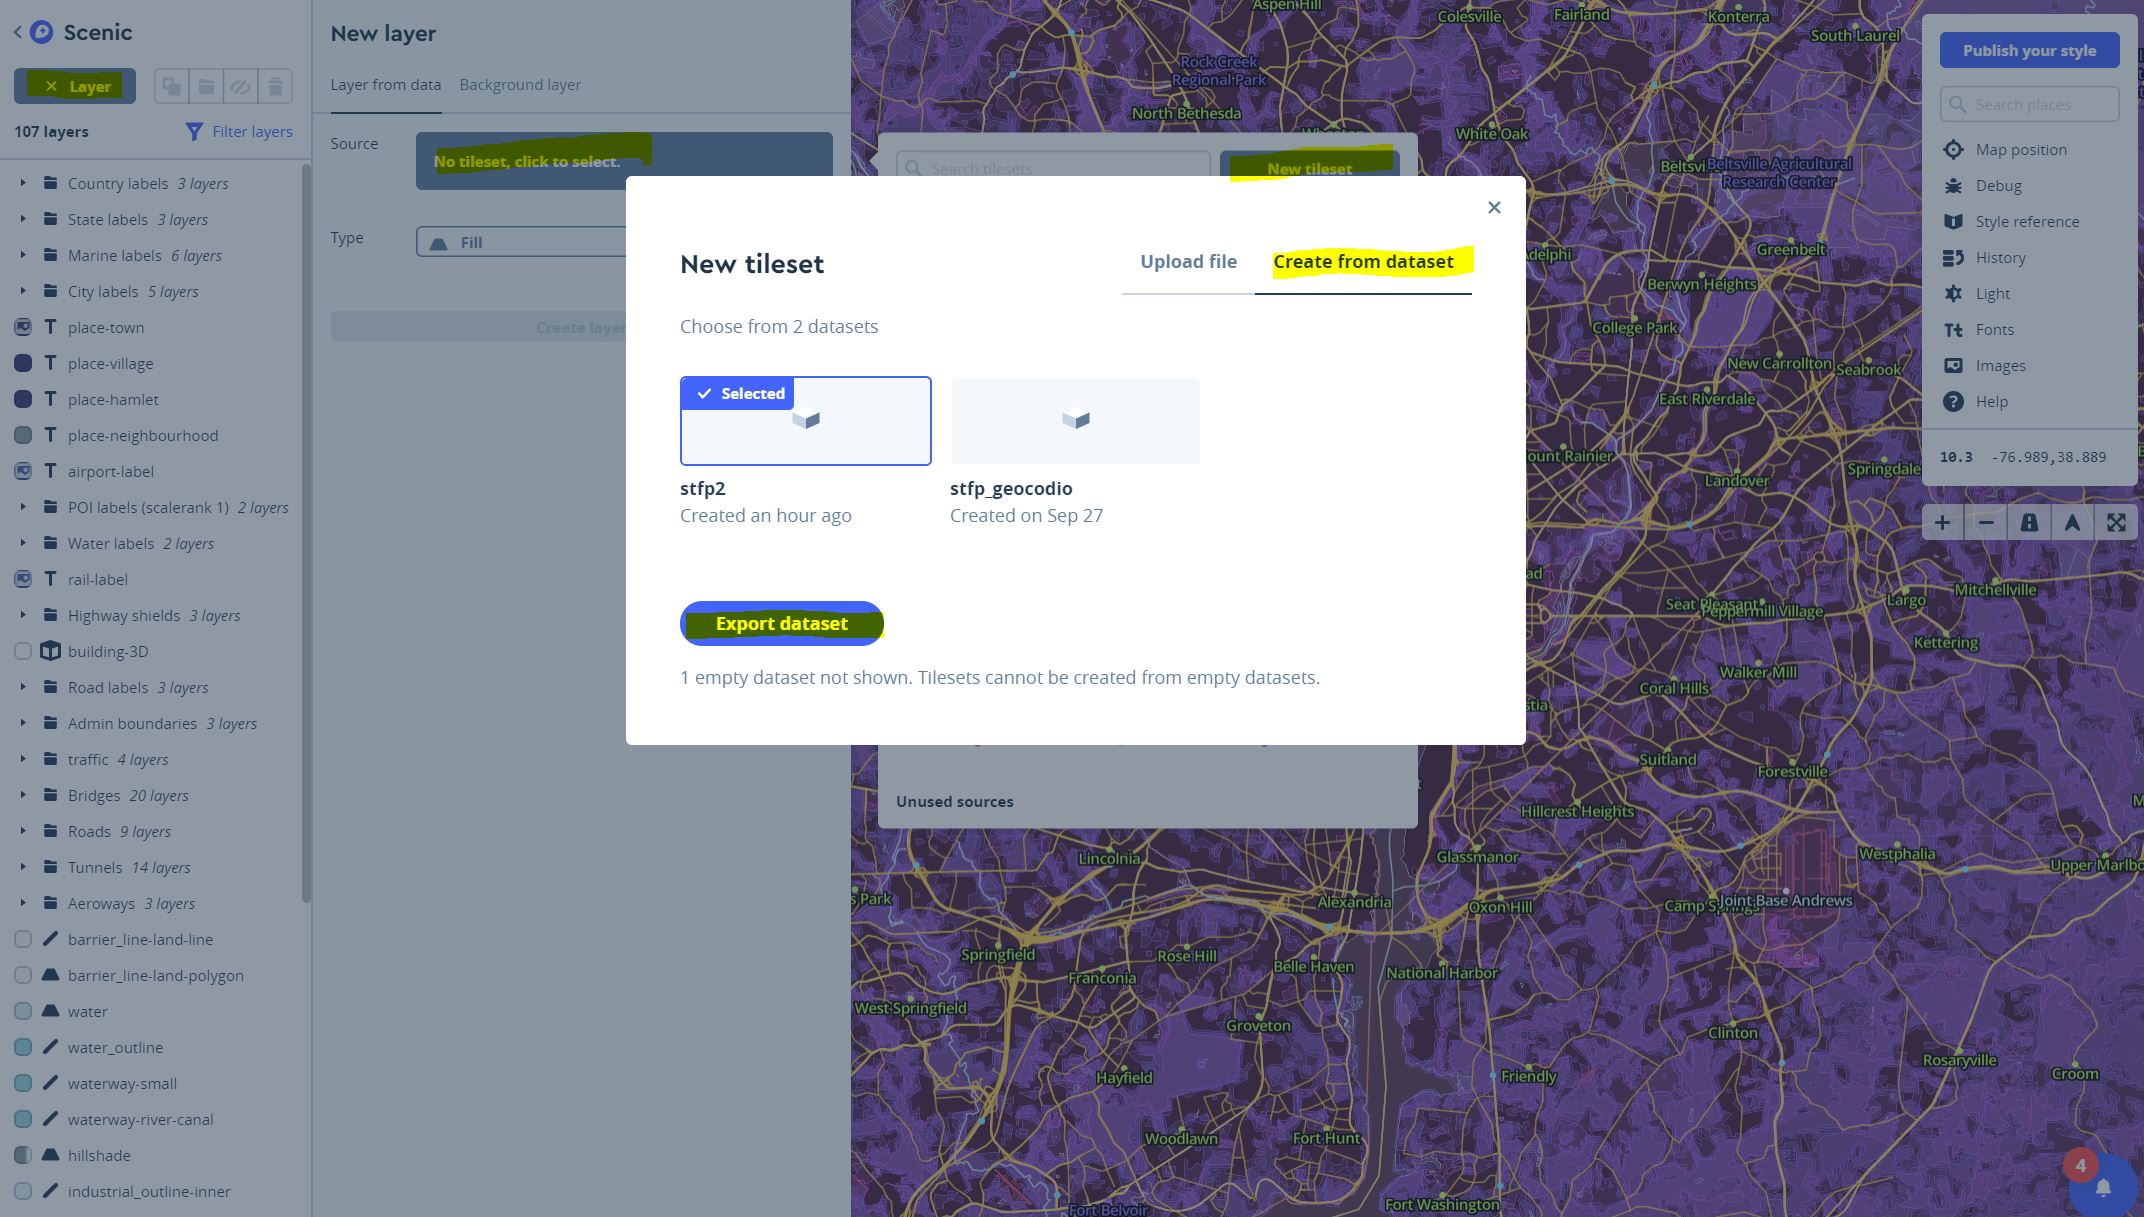 Scenic
Layer
107 layers
Filter layers
Country labels 3 layers
State labels 3 layers
Marine labels 6 layers
City labels 5 layers
place-town
place-village
place-hamlet
place-neighbourhood
airport-label
POI labels (scalerank 1) 2 layers
Water labels 2 layers
rail-label
Highway shields 3 layers
building-3D
Road labels 3 layers
Admin boundaries 3 layers
traffic 4 layers
Bridges 20 layers
Roads 9 layers
Tunnels 14 layers
Aeroways 3 layers
barrier_line-land-line
barrier_line-land-polygon
water
water_outline
waterway-small
waterway-river-canal
hillshade
industrial_outline-inner
New layer
Layer from data Background layer
Source
No tileset, click to select.
Type
Fill
Create layer
Search tilesets
New tileset
New tileset
Upload file
Create from dataset
Choose from 2 datasets
Selected
stfp2
Created an hour ago
stfp_geocodio
Created on Sep 27
Export dataset
1 empty dataset not shown. Tilesets cannot be created from empty datasets.
Unused sources
Aspen Hill
Colesville
Fairland
Konterra
South Laurel
Rock Creek
Regional Park
North Bethesda
White Oak
Beltsville Agricultural
Research Center
Greenbelt
Berwyn Heights
College Park
New Carrollton
Seabrook
East Riverdale
Landover
Springdale
Mitchellville
Seat Pleasant
Peppermill Village
Largo
Kettering
Walker Mill
Coral Hills
Suitland
Forestville
Hillcrest Heights
Lincolnia
Glassmanor
Westphalia
Alexandria
Oxon Hill
Camp Springs
Joint Base Andrews
Springfield
Rose Hill
Belle Haven
National Harbor
Franconia
West Springfield
Groveton
Clinton
Rosaryville
Hayfield
Friendly
Croom
Woodlawn
Fort Hunt
Fort Belvoir
Fort Washington
Publish your style
Search places
Map position
Debug
Style reference
History
Light
Fonts
Images
Help
10.3 -76.989,38.889
4